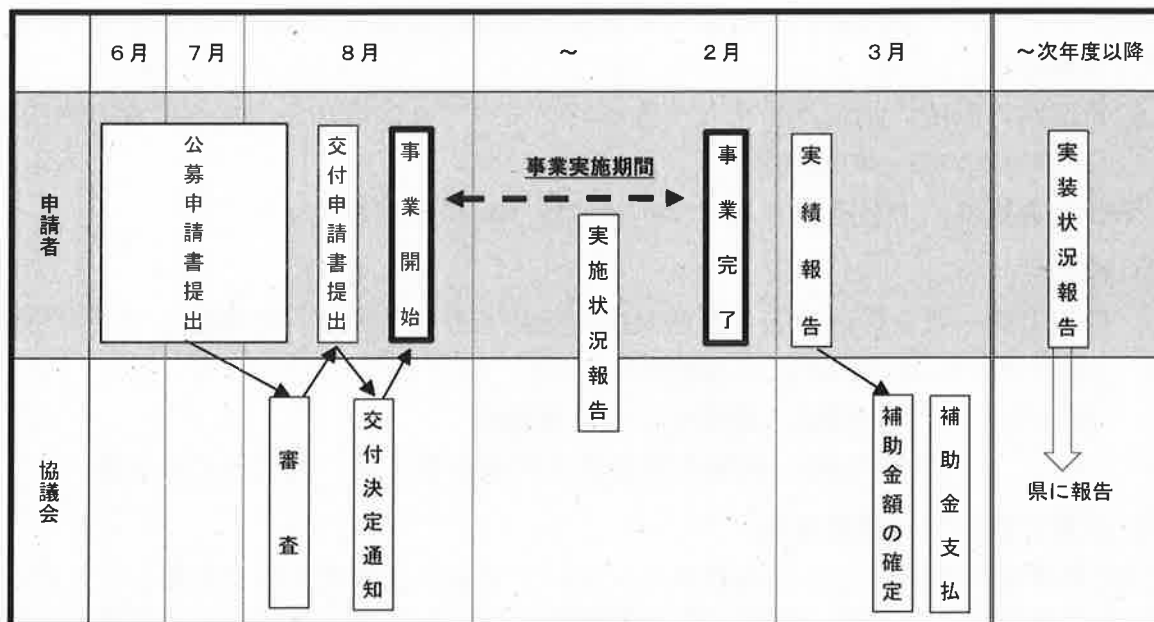 6月
7月
8月
～
2月
3月
～次年度以降
申請者
公募申請書提出
交付申請書提出
事業開始
事業実施期間
実施状況報告
事業完了
実績報告
実装状況報告
協議会
審査
交付決定通知
補助金額の確定
補助金支払
県に報告